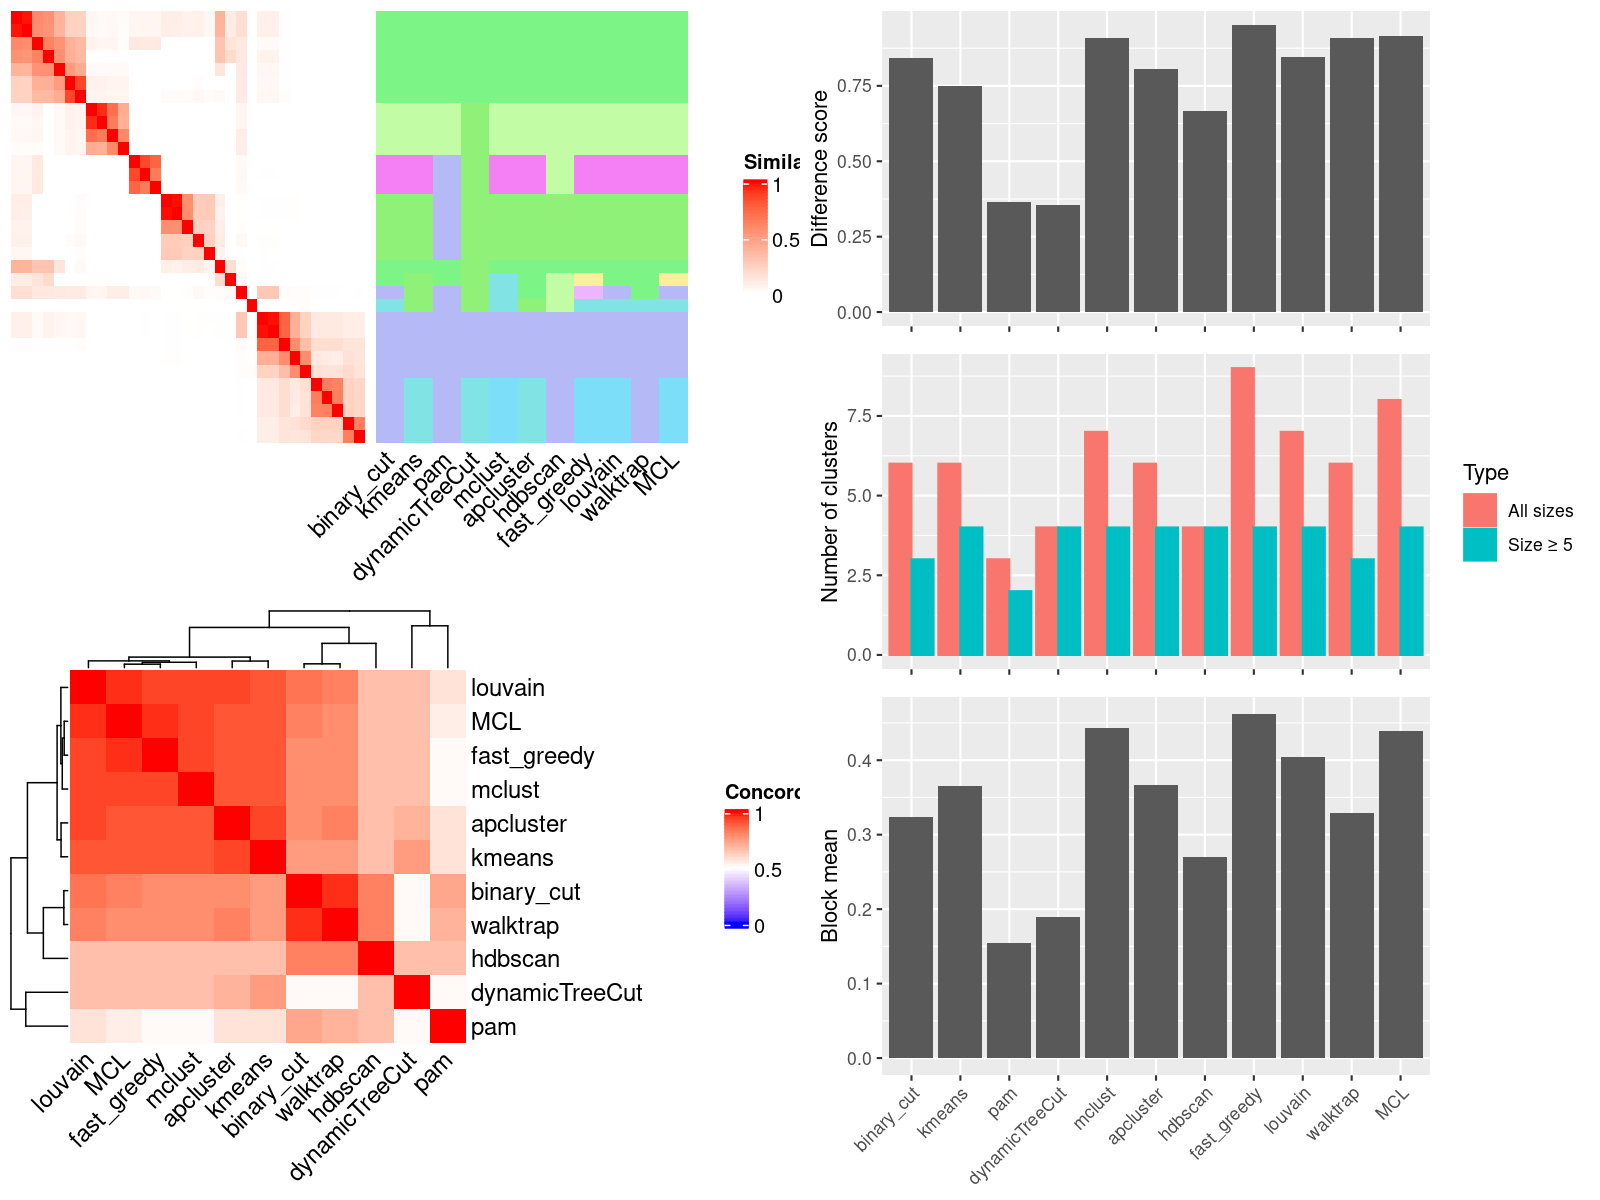 Simila
1
0.5
0
binary_cut
kmeans
pam
dynamicTreeCut
mclust
apcluster
hdbscan
fast_greedy
louvain
walktrap
MCL
louvain
MCL
fast_greedy
mclust
apcluster
kmeans
binary_cut
walktrap
hdbscan
dynamicTreeCut
pam
louvain
MCL
fast_greedy
mclust
apcluster
kmeans
binary_cut
walktrap
hdbscan
dynamicTreeCut
pam
Concord
1
0.5
0
Difference score
0.75
0.50
0.25
0.00
Number of clusters
7.5
5.0
2.5
0.0
Type
All sizes
Size ≥ 5
Block mean
0.4
0.3
0.2
0.1
0.0
binary_cut
kmeans
pam
dynamicTreeCut
mclust
apcluster
hdbscan
fast_greedy
louvain
walktrap
MCL